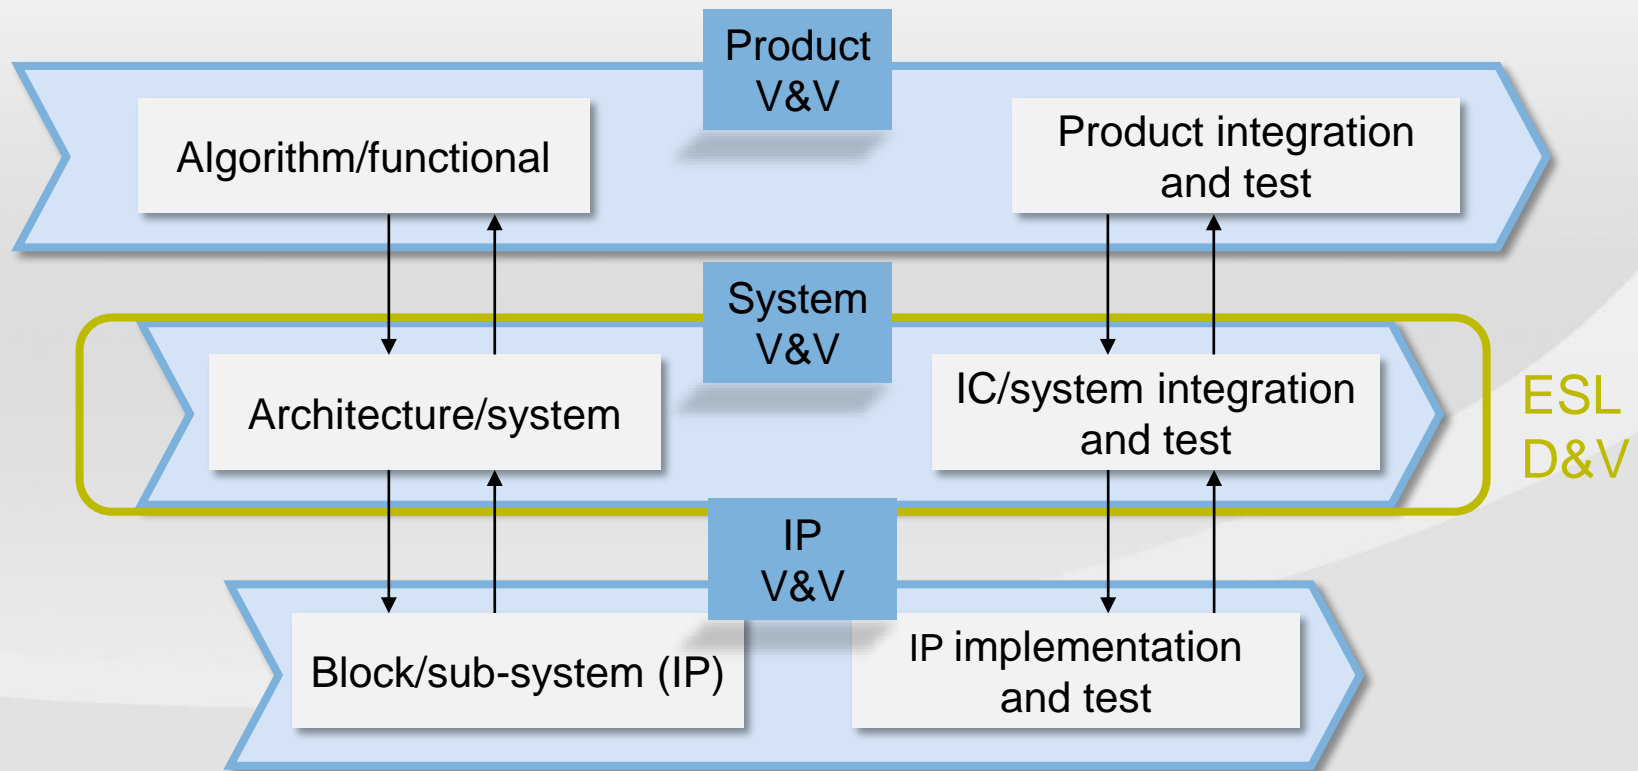 Product
V&V
Algorithm/functional
Product integration
and test
System
V&V
Architecture/system
IC/system integration
and test
ESL
D&V
IP
V&V
Block/sub-system (IP)
IP implementation
and test